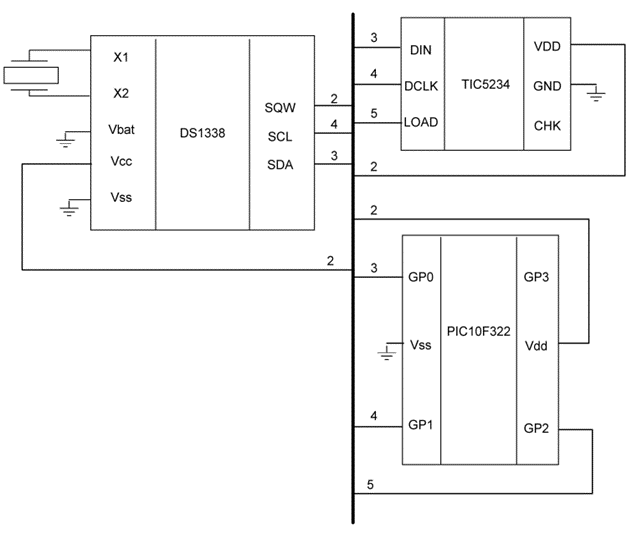 X1
X2
Vbat
Vcc
Vss
DS1338
SQW
SCL
SDA
2
4
3
2
3
4
5
2
DIN
DCLK
LOAD
TIC5234
VDD
GND
CHK
2
3
4
5
GP0
Vss
GP1
PIC10F322
GP3
Vdd
GP2